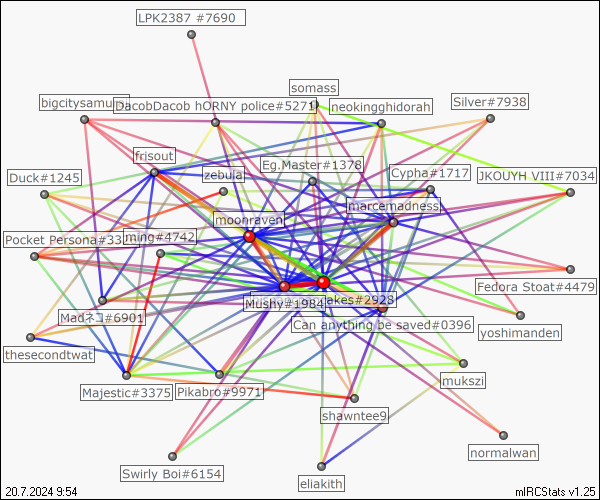 LPK2387 #7690
somass
bigcitysamu
DacobDacob hORNY police#5271
neokingghidorah
Silver#7938
frisout
Eg.Master#1378
Cypha#1717
JKOUYH VIII#7034
Duck#1245
zebula
marcemadness
moonraven
Pocket Persona#33
ming#4742
Fedora Stoat#4479
Madネコ#6901
Mushy#1984
akes#2928
Can anything be saved#0396
yoshimanden
thesecondtwat
Majestic#3375
Pikabro#9971
mukszi
shawntee9
normalwan
Swirly Boi#6154
eliakith
20.7.2024 9:54
mIRCStats v1.25